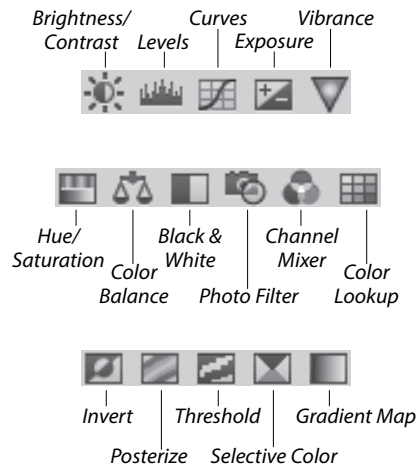 Brightness/
Contrast
Levels
Curves
Exposure
Vibrance
Hue/
Saturation
Color
Balance
Black &
White
Photo Filter
Channel
Mixer
Color
Lookup
Invert
Posterize
Threshold
Selective Color
Gradient Map